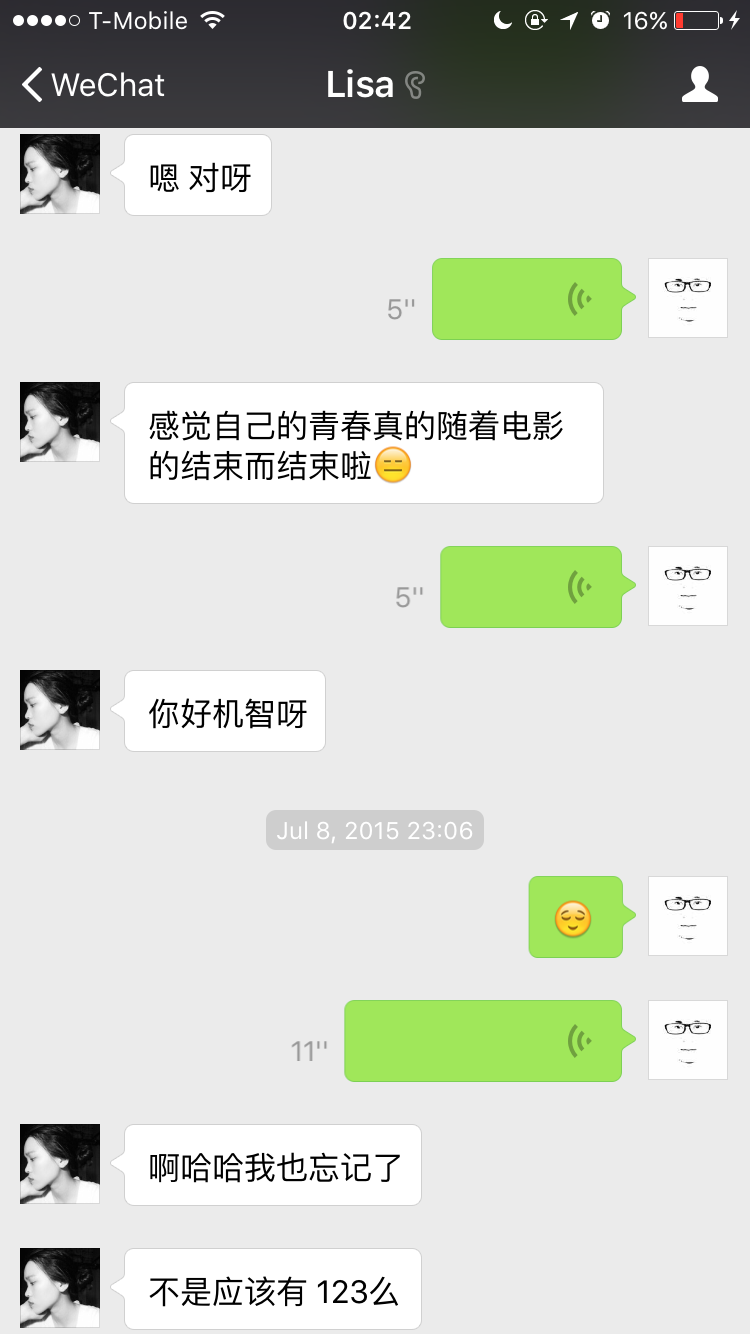 T-Mobile 02:42 16%
WeChat Lisa
嗯 对呀
5''
感觉自己的青春真的随着电影
的结束而结束啦😑
5''
你好机智呀
Jul 8, 2015 23:06
😌
11''
啊哈哈我也忘记了
不是应该有 123么